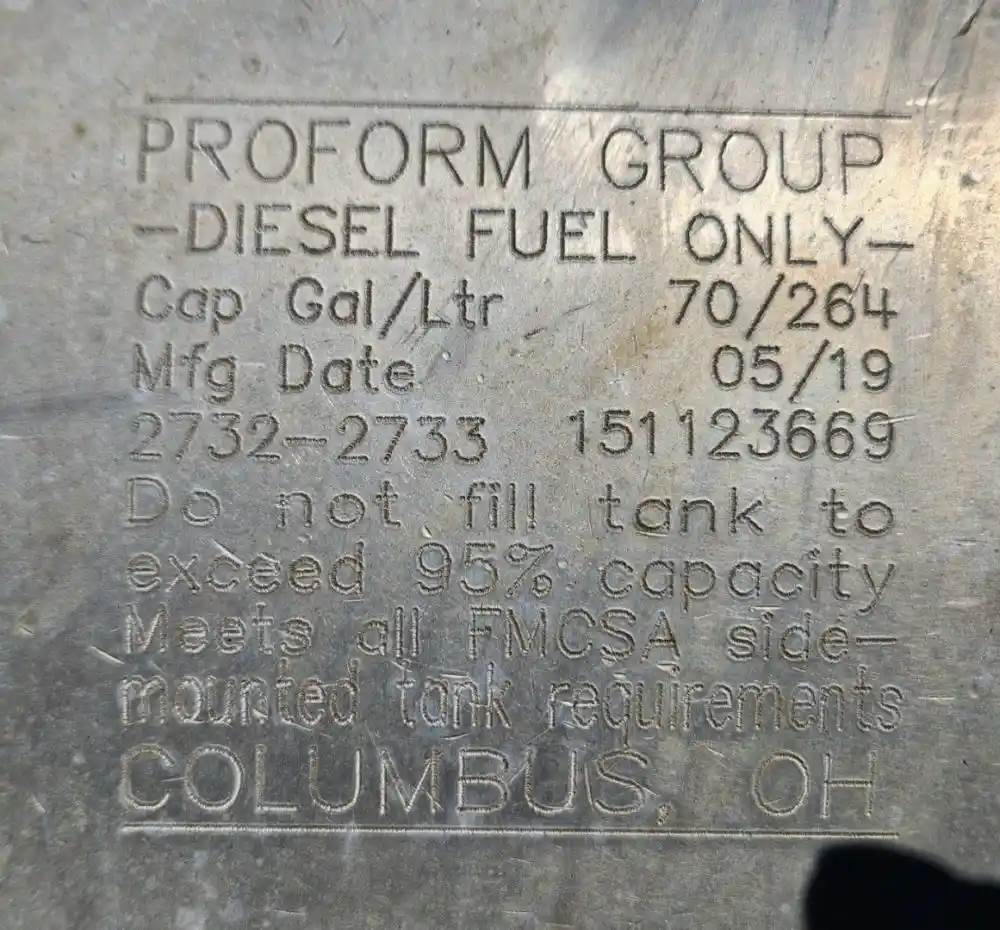 PROFORM GROUP
-DIESEL FUEL ONLY-
Cap Gal/Ltr 70/264
Mfg Date 05/19
2732-2733 151123669
Do not fill tank to
exceed 95% capacity
Meets all FMCSA side-
mounted tank requirements
COLUMBUS, OH